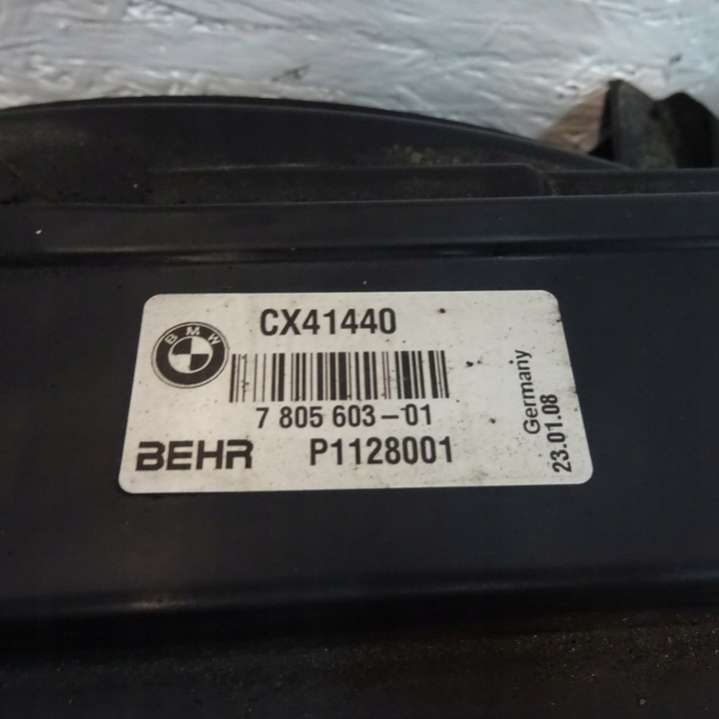 BMW
CX41440
7 805 603-01
BEHR P1128001
Germany
23.01.08